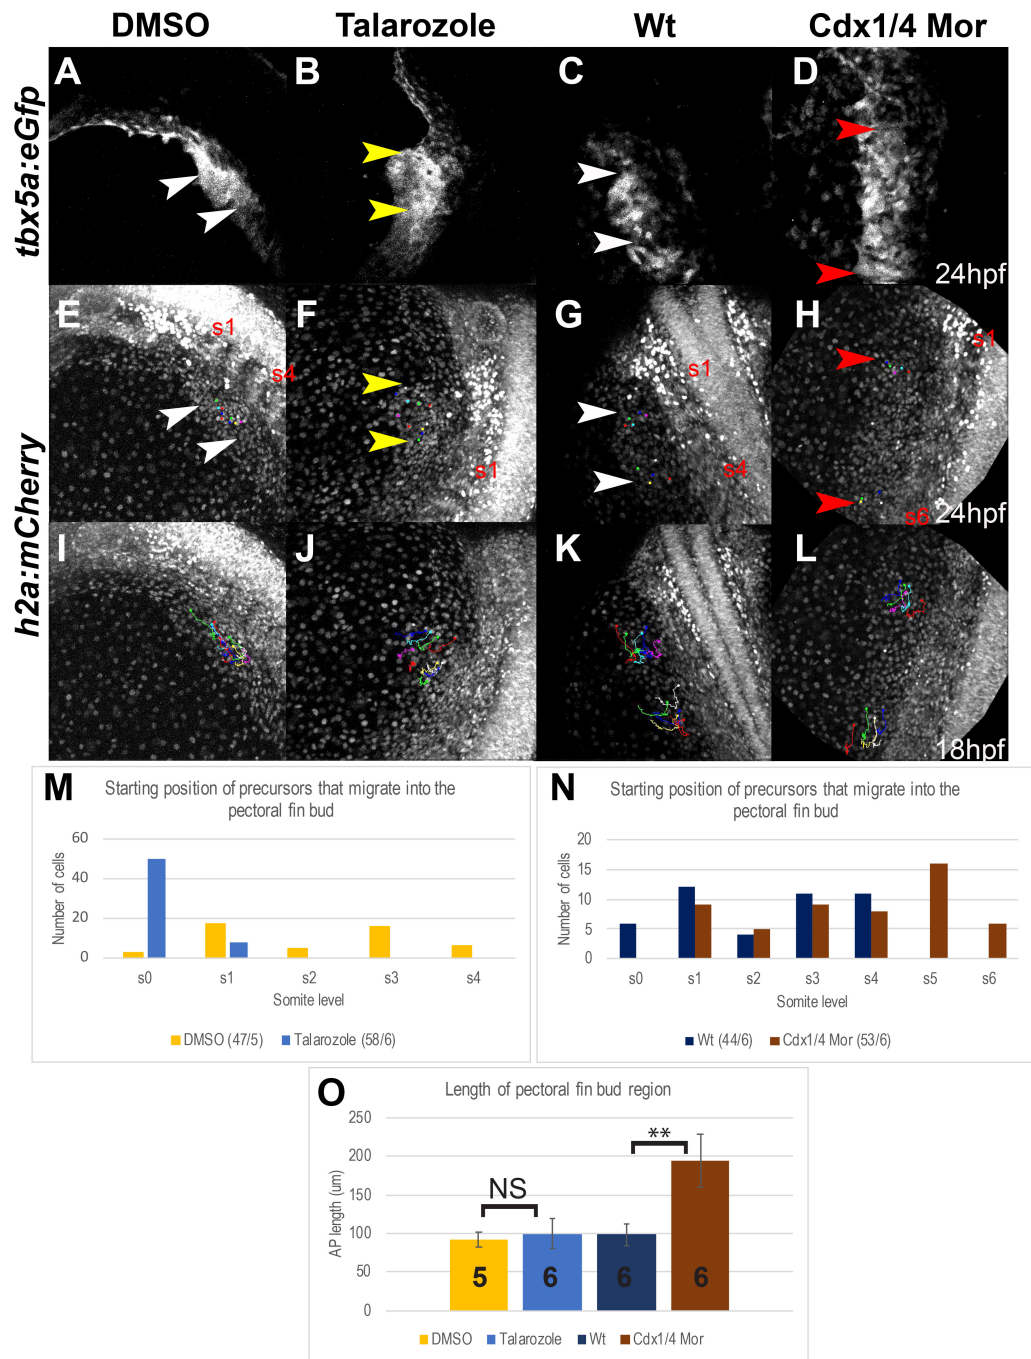 DMSO Talarozole Wt Cdx1/4 Mor
tbx5a:eGfp
A B C D
24hpf
h2a:mCherry
E F G H
s1 s4 s1 s1 s4 s1 s6
24hpf
I J K L
18hpf
M
Starting position of precursors that migrate into the
pectoral fin bud
Number of cells
60
40
20
0
s0 s1 s2 s3 s4
Somite level
DMSO (47/5) Talarozole (58/6)
N
Starting position of precursors that migrate into the
pectoral fin bud
Number of cells
20
15
10
5
0
s0 s1 s2 s3 s4 s5 s6
Somite level
Wt (44/6) Cdx1/4 Mor (53/6)
O
Length of pectoral fin bud region
AP length (um)
250
200
150
100
50
0
NS
**
5 6 6 6
DMSO Talarozole Wt Cdx1/4 Mor